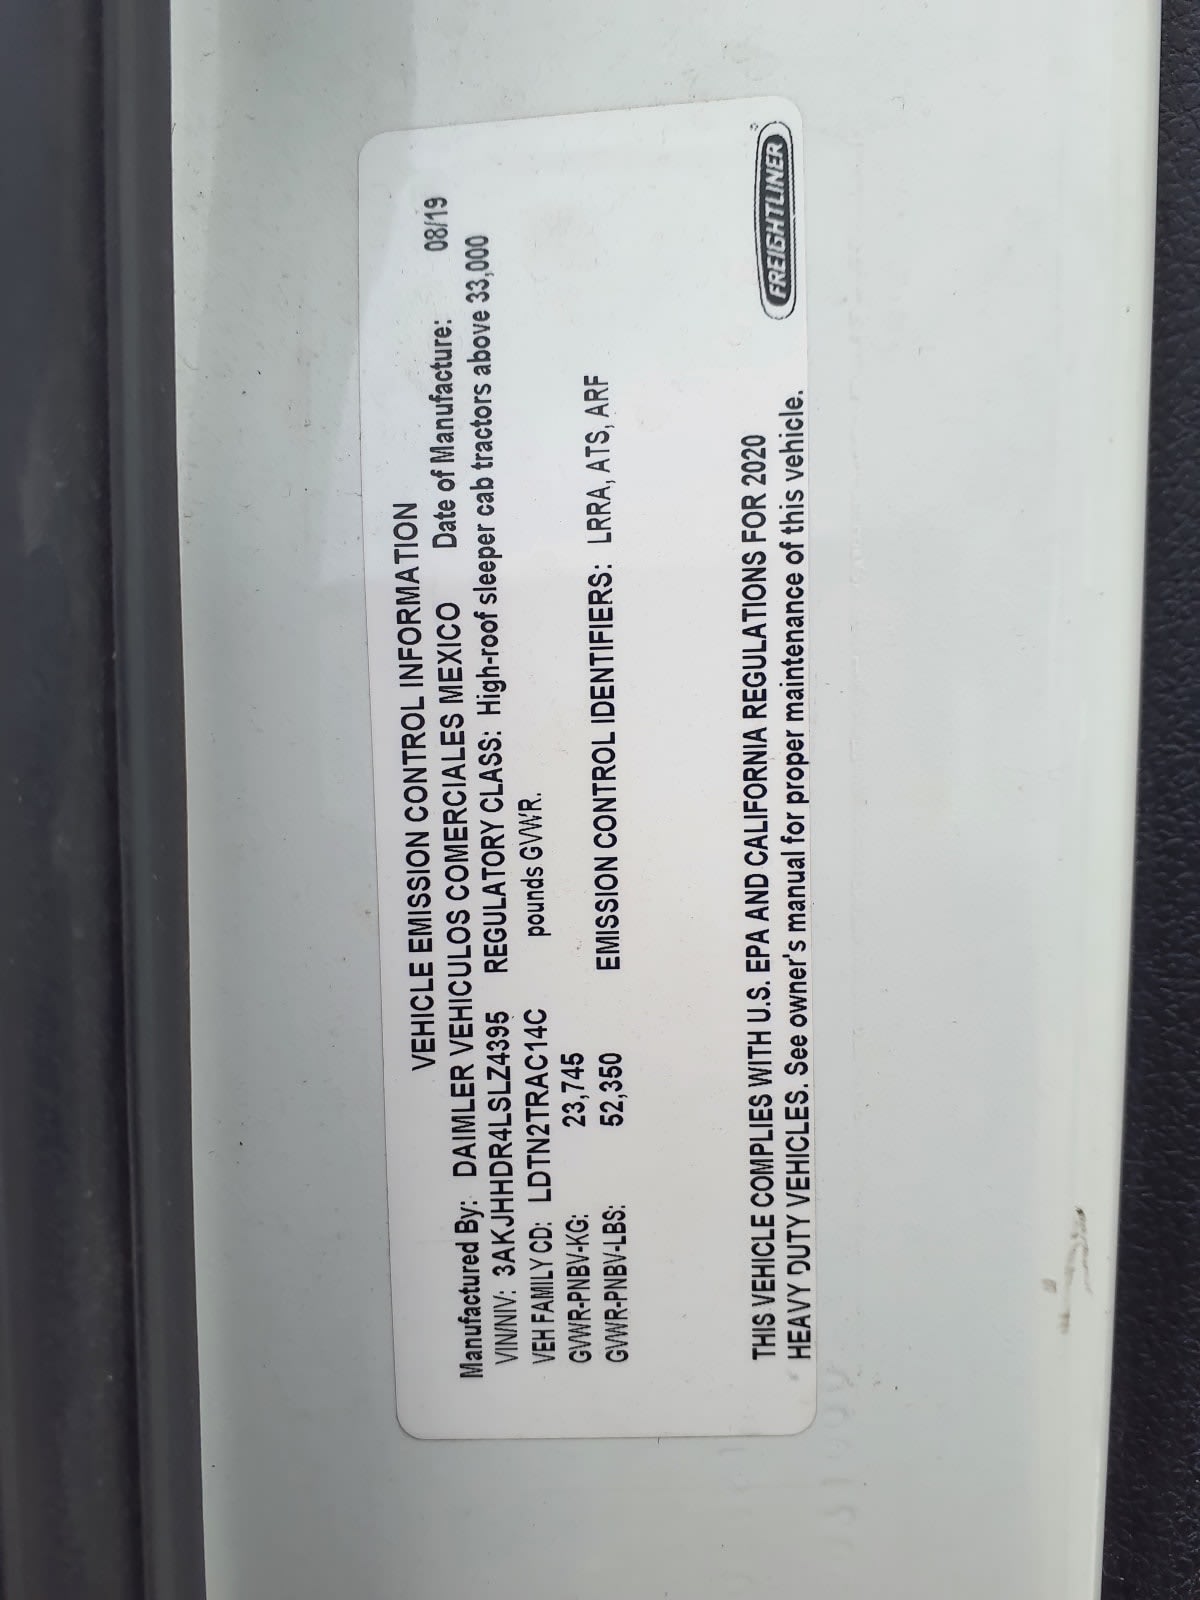 VEHICLE EMISSION CONTROL INFORMATION
Manufactured By: DAIMLER VEHICULOS COMERCIALES MEXICO Date of Manufacture: 08/19
VIN/NIV: 3AKJHHDR4LSLZ4395 REGULATORY CLASS: High-roof sleeper cab tractors above 33,000
VEH FAMILY CD: LDTN2TRAC14C pounds GVWR.
GVWR-PNBV-KG: 23,745
GVWR-PNBV-LBS: 52,350 EMISSION CONTROL IDENTIFIERS: LRRA, ATS, ARF
THIS VEHICLE COMPLIES WITH U.S. EPA AND CALIFORNIA REGULATIONS FOR 2020
HEAVY DUTY VEHICLES. See owner's manual for proper maintenance of this vehicle.
FREIGHTLINER